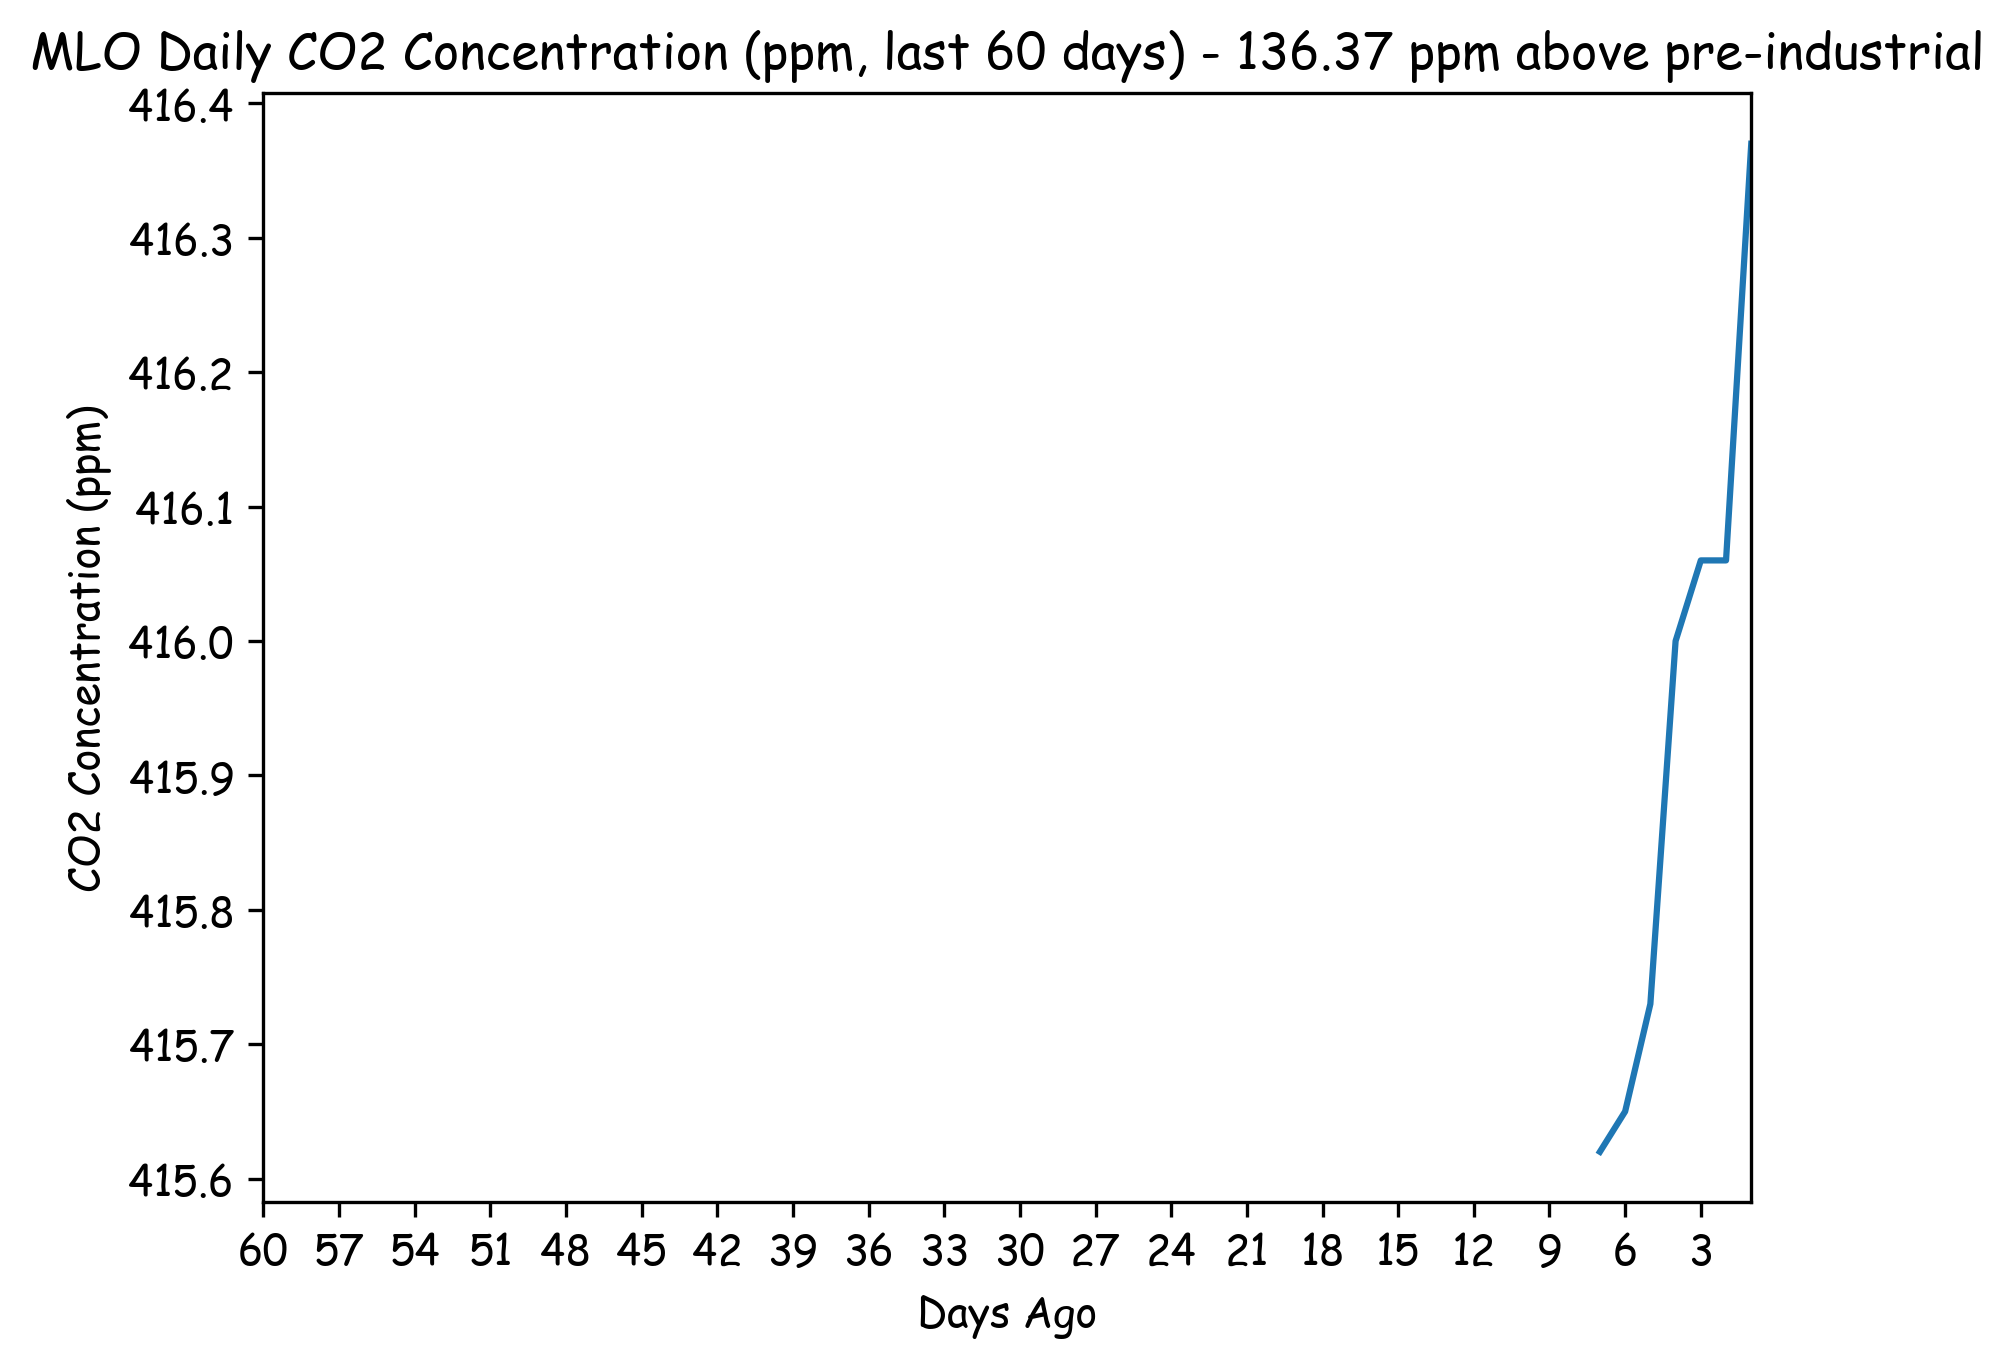 MLO Daily CO2 Concentration (ppm, last 60 days) - 136.37 ppm above pre-industrial
416.4
416.3
416.2
416.1
416.0
415.9
415.8
415.7
415.6
CO2 Concentration (ppm)
60 57 54 51 48 45 42 39 36 33 30 27 24 21 18 15 12 9 6 3
Days Ago